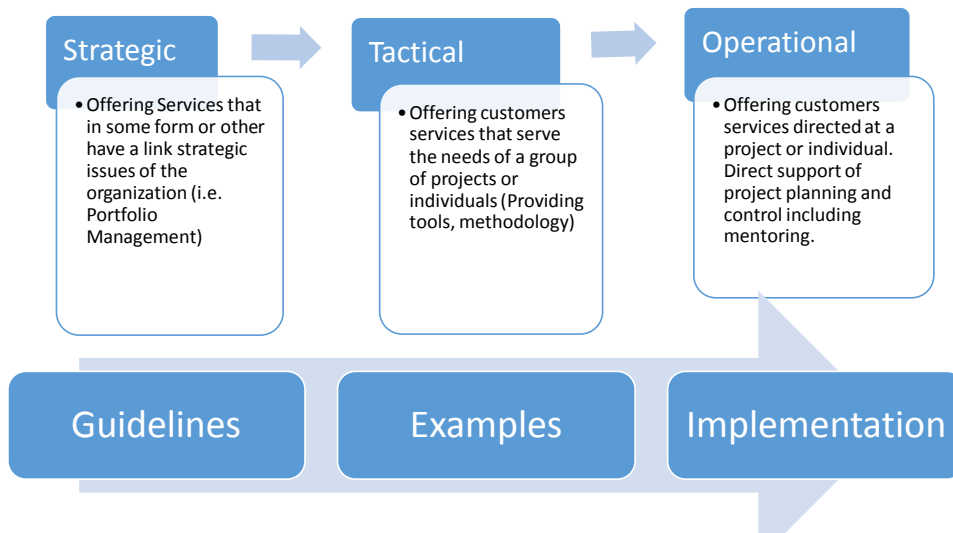 Strategic
• Offering Services that
in some form or other
have a link strategic
issues of the
organization (i.e.
Portfolio
Management)
Tactical
• Offering customers
services that serve
the needs of a group
of projects or
individuals (Providing
tools, methodology)
Operational
• Offering customers
services directed at a
project or individual.
Direct support of
project planning and
control including
mentoring.
Guidelines
Examples
Implementation